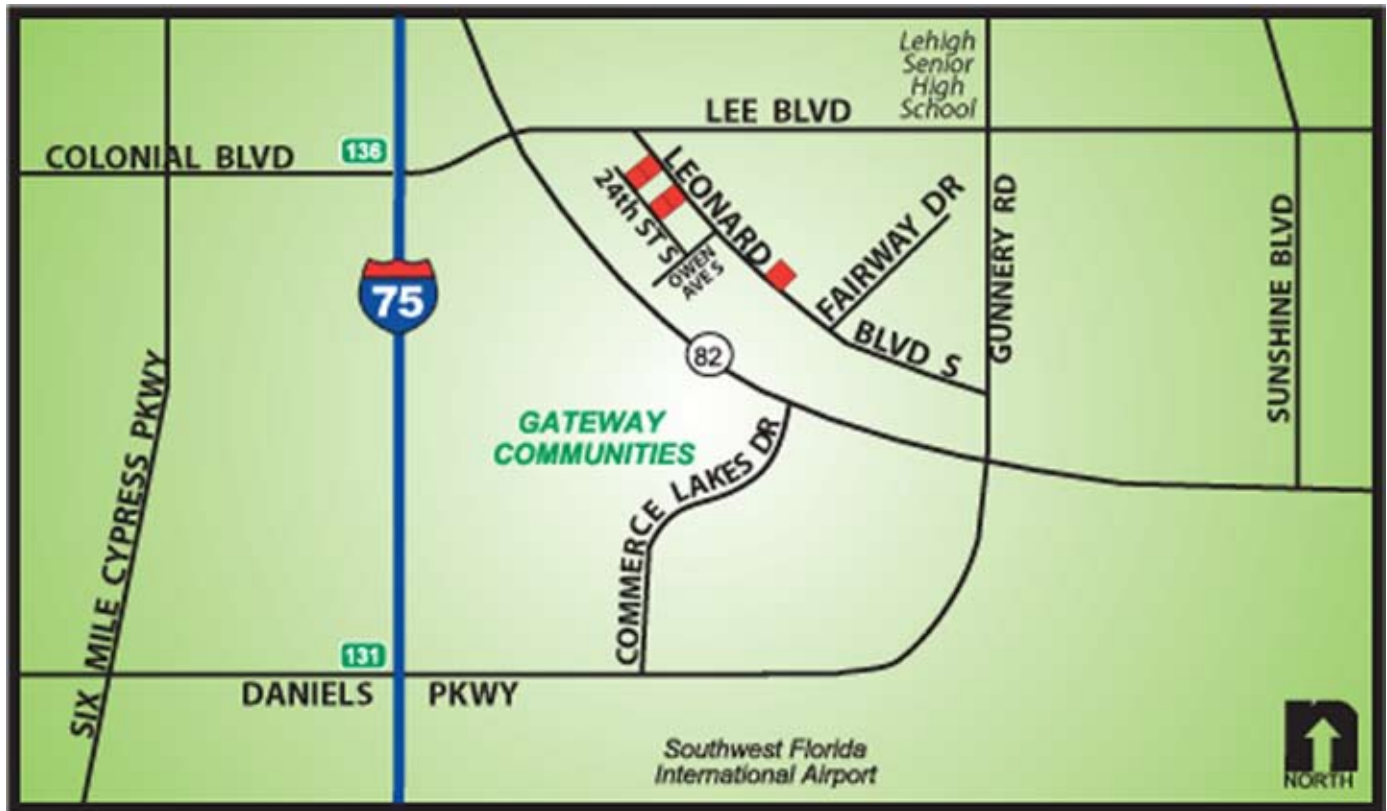 Lehigh
Senior
High
School
LEE BLVD
COLONIAL BLVD
136
LEONARD
24th ST S
OWEN
AVE S
FAIRWAY DR
BLVD S
GUNNERY RD
SUNSHINE BLVD
75
82
SIX MILE CYPRESS PKWY
GATEWAY
COMMUNITIES
COMMERCE LAKES DR
131
DANIELS PKWY
Southwest Florida
International Airport
n
NORTH